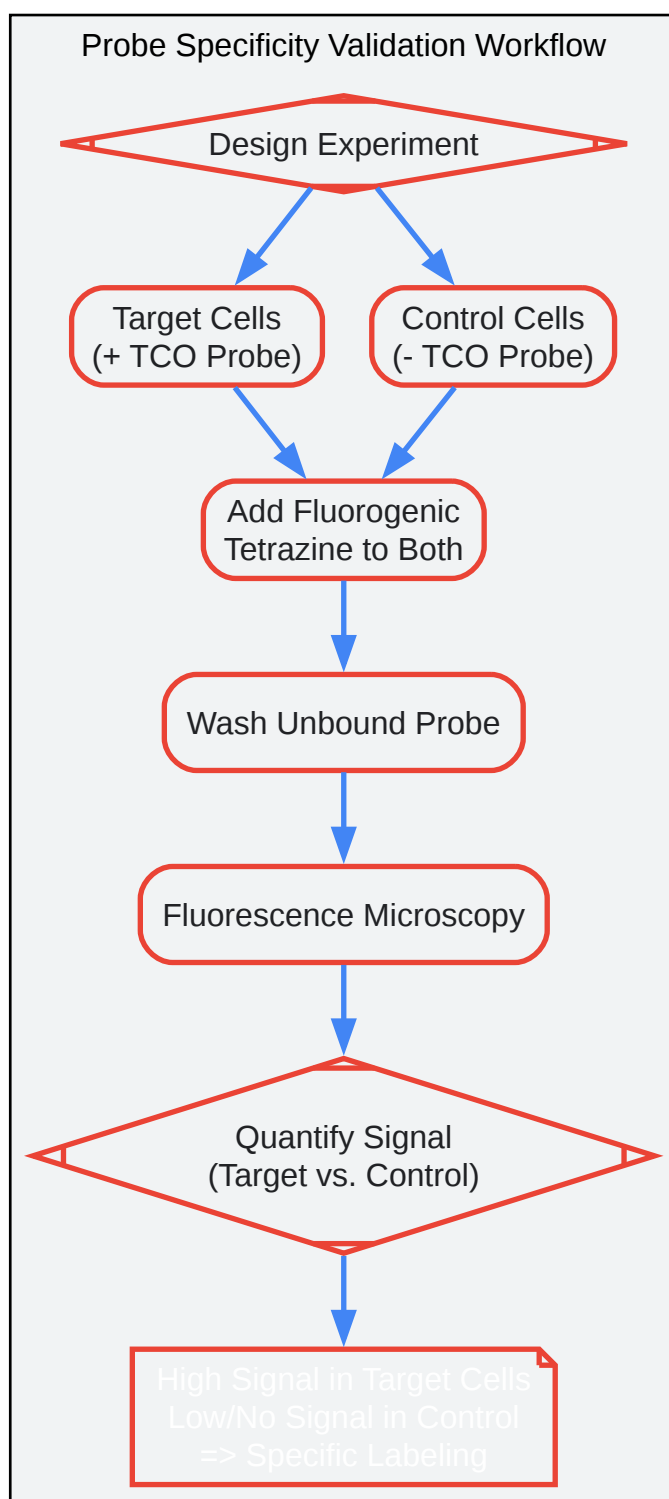 Probe Specificity Validation Workflow
Design Experiment
Target Cells
(+ TCO Probe)
Control Cells
(- TCO Probe)
Add Fluorogenic
Tetrazine to Both
Wash Unbound Probe
Fluorescence Microscopy
Quantify Signal
(Target vs. Control)
High Signal in Target Cells
Low/No Signal in Control
=> Specific Labeling